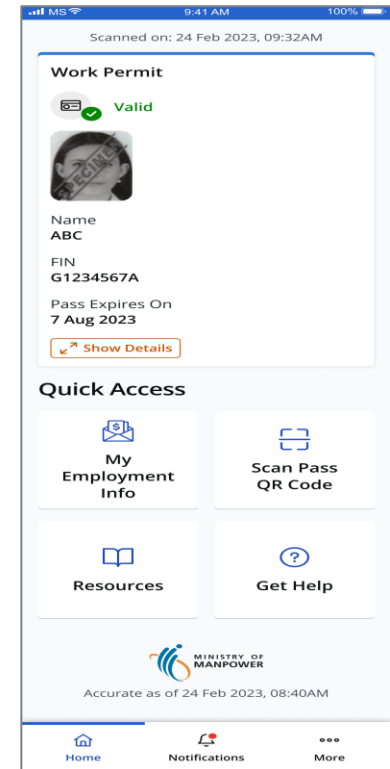 MS
9:41 AM
100%
Scanned on: 24 Feb 2023, 09:32AM
Work Permit
Valid
SPECIMEN
Name
ABC
FIN
G1234567A
Pass Expires On
7 Aug 2023
Show Details
Quick Access
My
Employment
Info
Scan Pass
QR Code
Resources
Get Help
MINISTRY OF
MANPOWER
Accurate as of 24 Feb 2023, 08:40AM
Home
Notifications
More